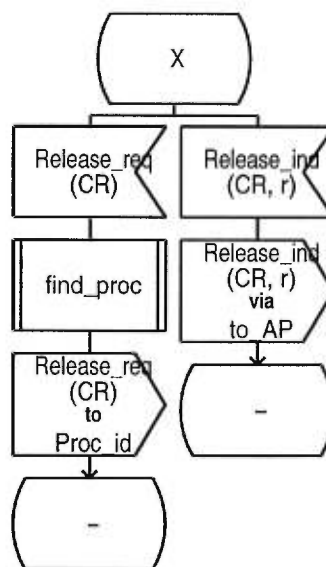 X
Release_req
(CR)
Release_ind
(CR, r)
find_proc
Release_ind
(CR, r)
via
to_AP
Release_req
(CR)
to
Proc_id
–
–